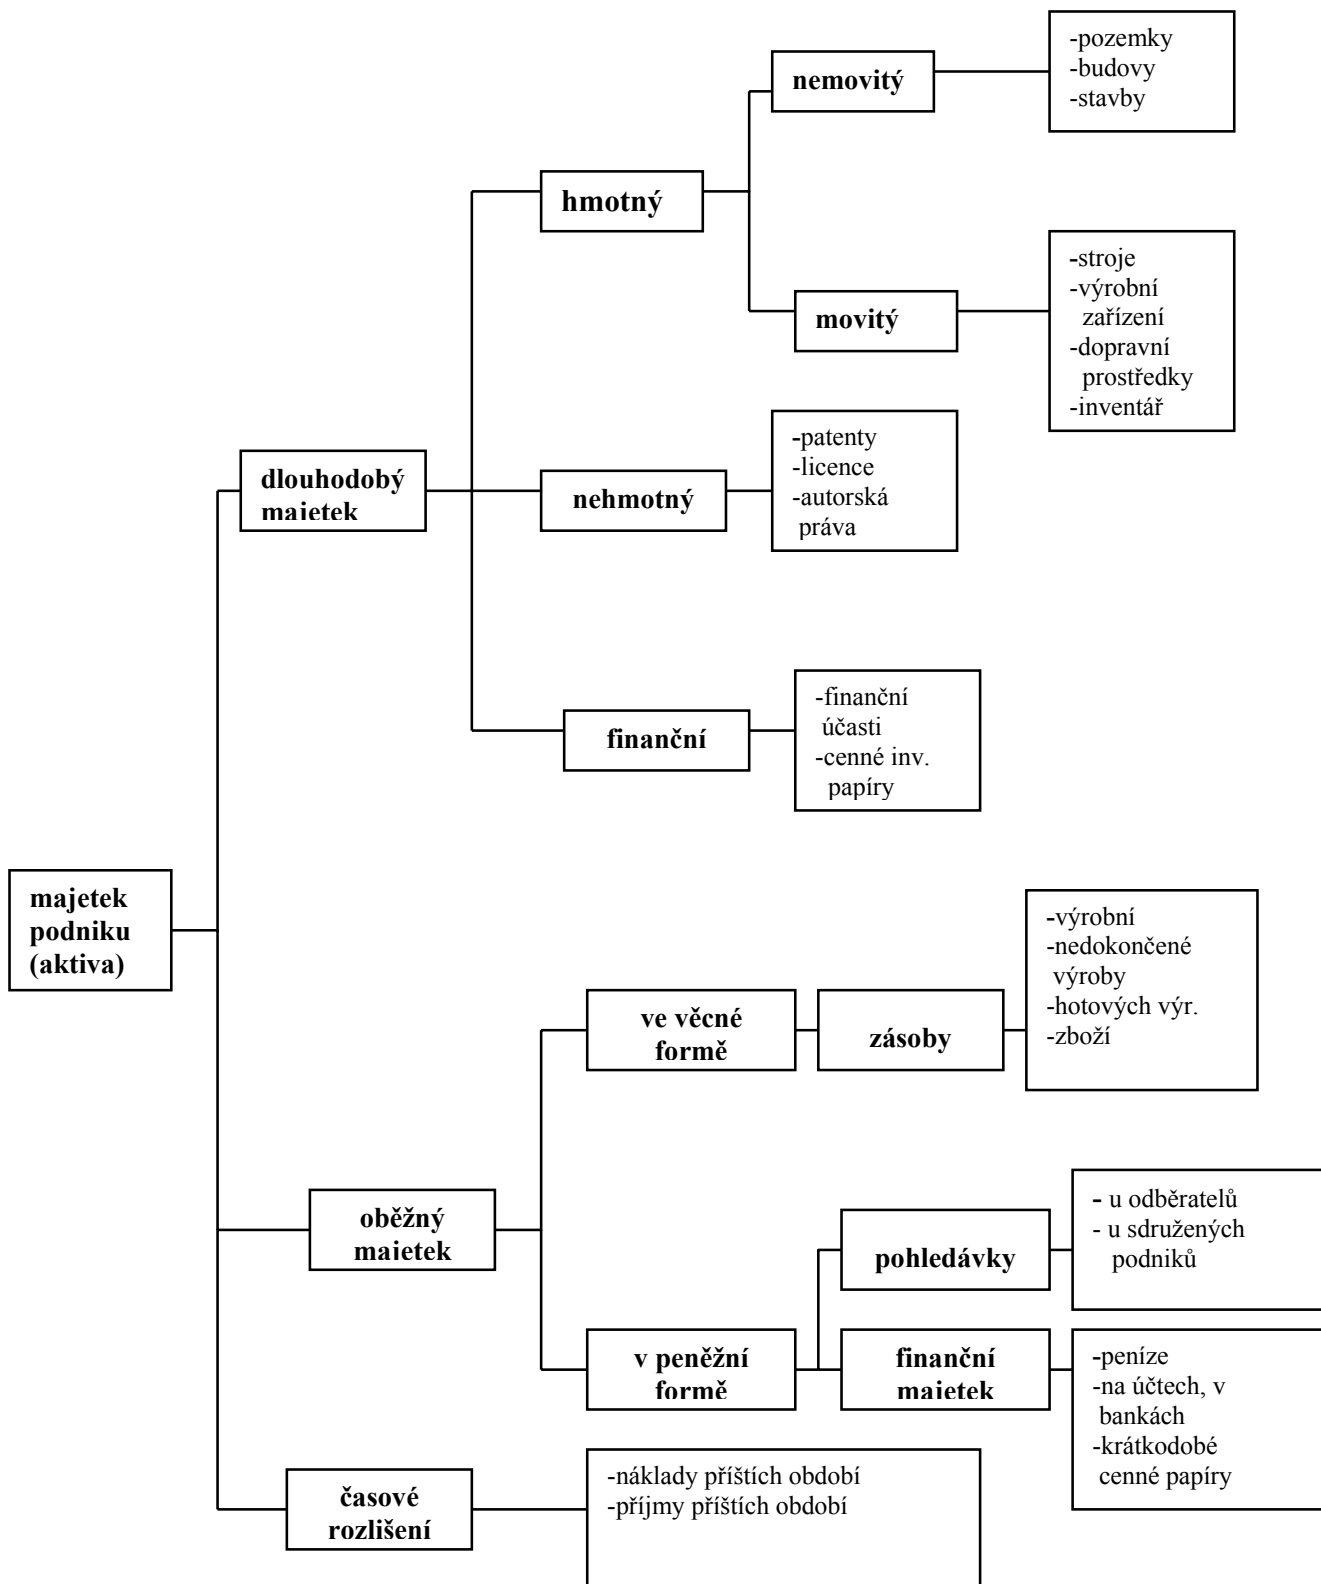 -pozemky
-budovy
-stavby
nemovitý
hmotný
-stroje
-výrobní
zařízení
-dopravní
prostředky
-inventář
movitý
dlouhodobý
majetek
nehmotný
-patenty
-licence
-autorská
práva
finanční
-finanční
účasti
-cenné inv.
papíry
majetek
podniku
(aktiva)
ve věcné
formě
zásoby
-výrobní
-nedokončené
výroby
-hotových výr.
-zboží
oběžný
majetek
pohledávky
- u odběratelů
- u sdružených
podniků
v peněžní
formě
finanční
majetek
-peníze
-na účtech, v
bankách
-krátkodobé
cenné papíry
časové
rozlišení
-náklady příštích období
-příjmy příštích období